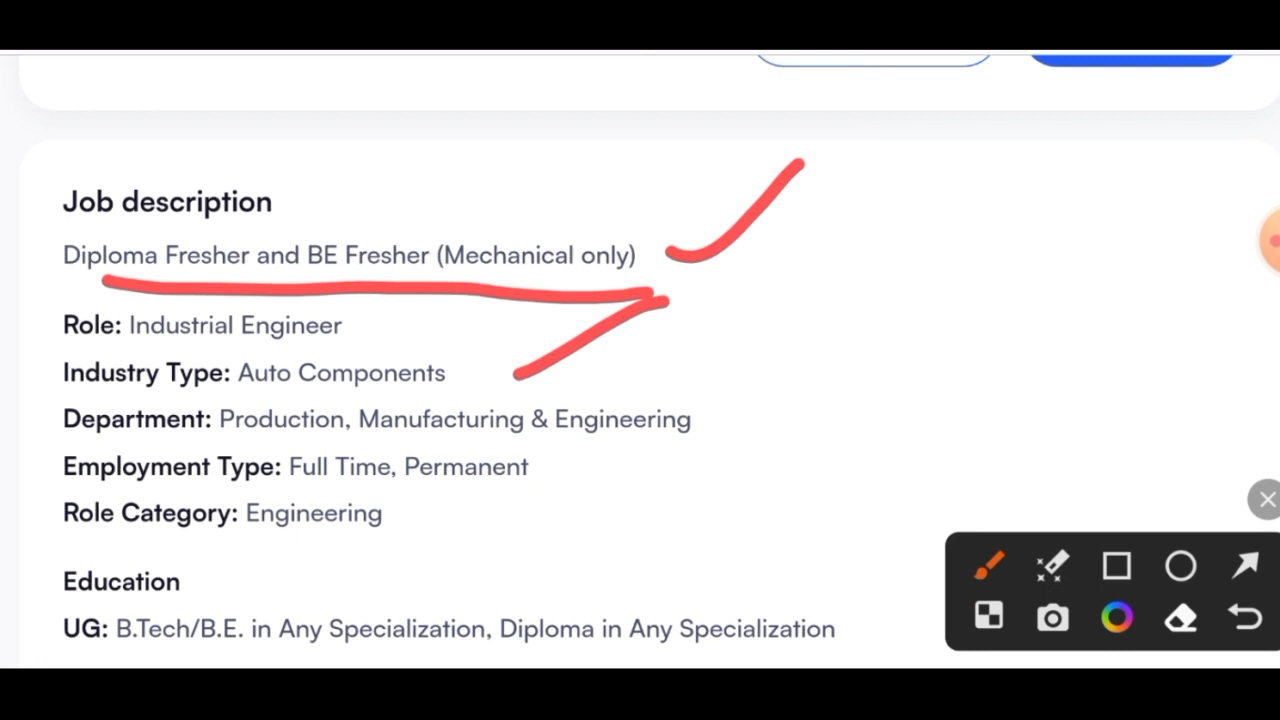 Job description
Diploma Fresher and BE Fresher (Mechanical only)
Role: Industrial Engineer
Industry Type: Auto Components
Department: Production, Manufacturing & Engineering
Employment Type: Full Time, Permanent
Role Category: Engineering
Education
UG: B.Tech/B.E. in Any Specialization, Diploma in Any Specialization